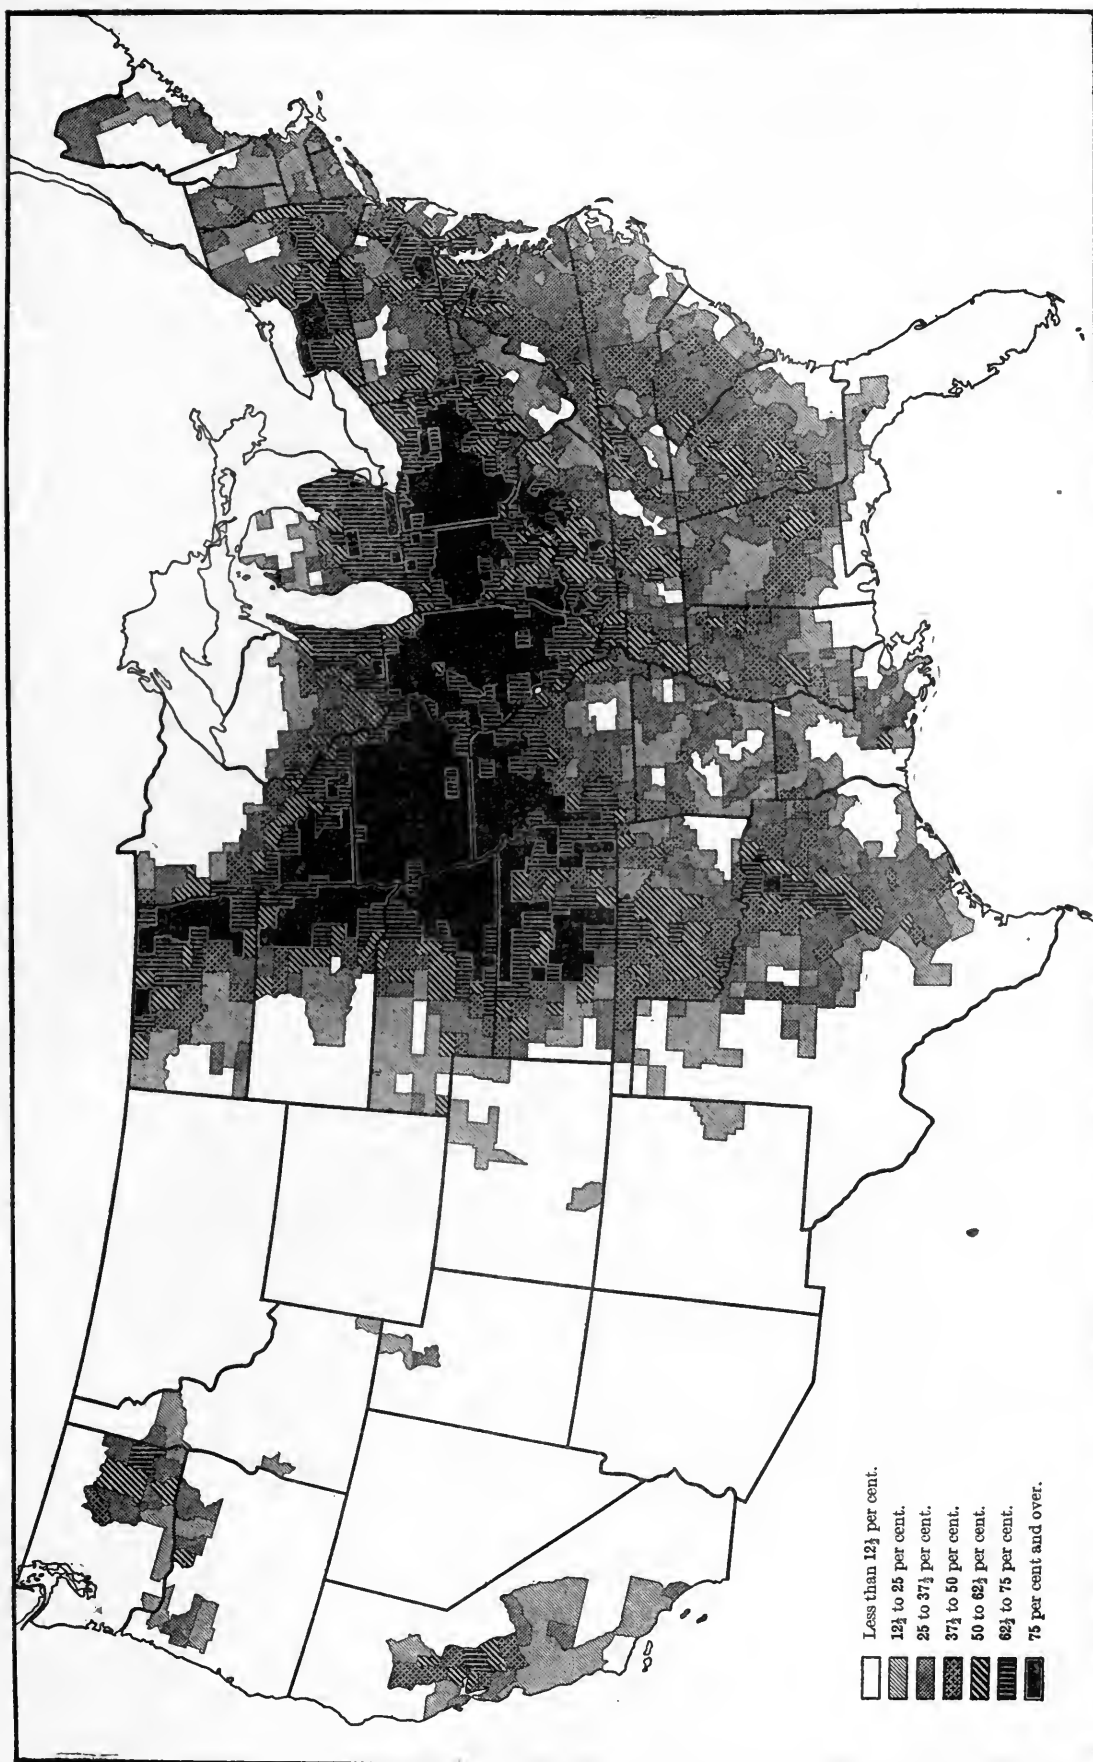 Less than 12½ per cent.
12½ to 25 per cent.
25 to 37½ per cent.
37½ to 50 per cent.
50 to 62½ per cent.
62½ to 75 per cent.
75 per cent and over.